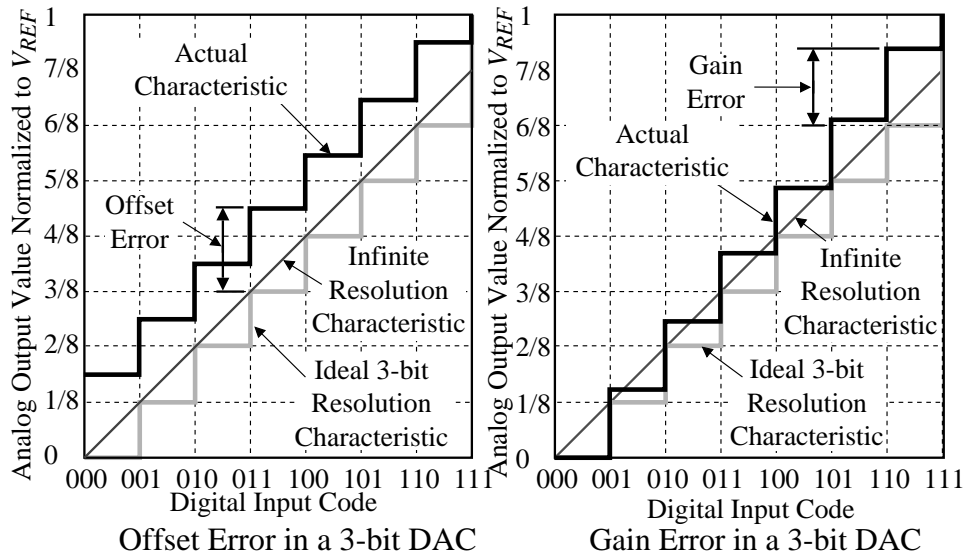 Analog Output Value Normalized to VREF
1
7/8
6/8
5/8
4/8
3/8
2/8
1/8
0
Actual
Characteristic
Offset
Error
Infinite
Resolution
Characteristic
Ideal 3-bit
Resolution
Characteristic
000 001 010 011 100 101 110 111
Digital Input Code
Offset Error in a 3-bit DAC
Analog Output Value Normalized to VREF
1
7/8
6/8
5/8
4/8
3/8
2/8
1/8
0
Gain
Error
Actual
Characteristic
Infinite
Resolution
Characteristic
Ideal 3-bit
Resolution
Characteristic
000 001 010 011 100 101 110 111
Digital Input Code
Gain Error in a 3-bit DAC